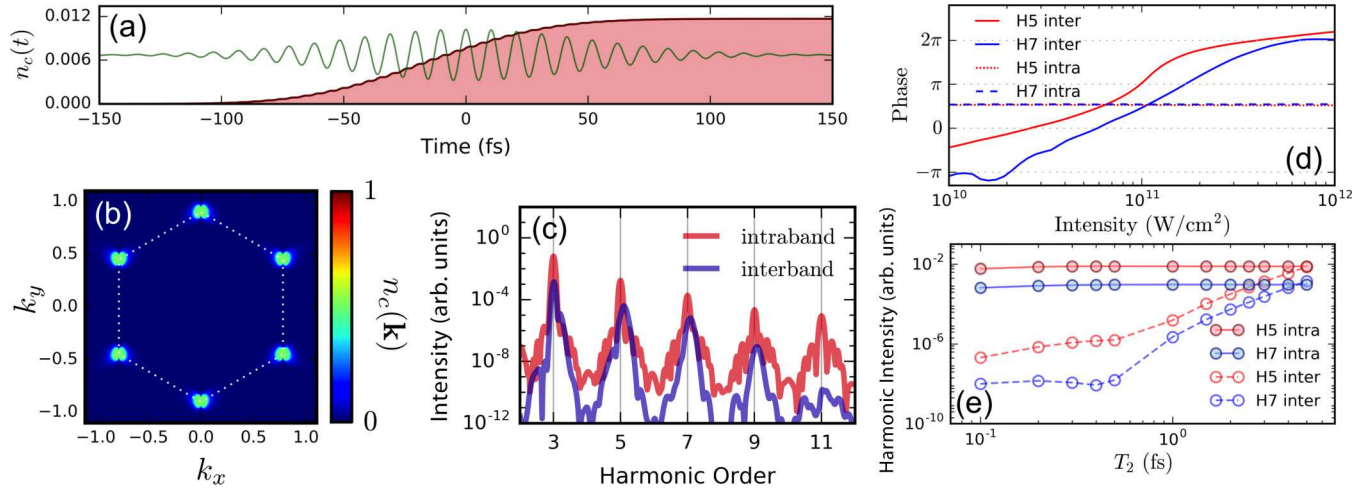 (a)
n_c(t)
0.012
0.006
0.000
−150
−100
−50
0
50
100
150
Time (fs)
(b)
k_y
1.0
0.5
0.0
−0.5
−1.0
−1.0
−0.5
0.0
0.5
1.0
k_x
1
0
n_c(k)
(c)
Intensity (arb. units)
10^0
10^-4
10^-8
10^-12
intraband
interband
3
5
7
9
11
Harmonic Order
(d)
Phase
2π
π
0
−π
H5 inter
H7 inter
H5 intra
H7 intra
10^10
10^11
10^12
Intensity (W/cm^2)
(e)
Harmonic Intensity (arb. units)
10^-2
10^-6
10^-10
H5 intra
H7 intra
H5 inter
H7 inter
10^-1
10^0
T_2 (fs)